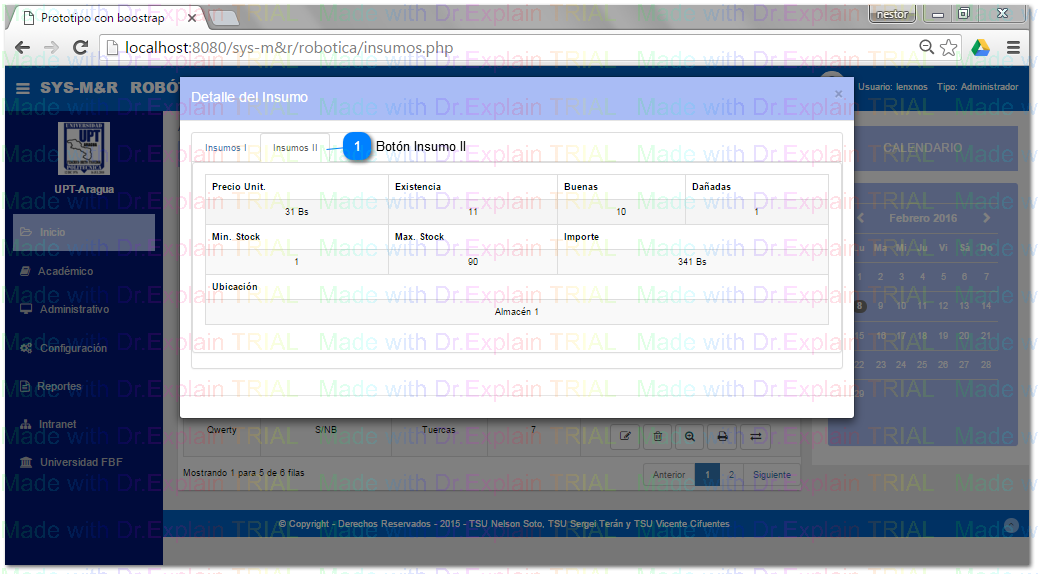 Prototipo con boostrap
nestor
localhost:8080/sys-m&r/robotica/insumos.php
SYS-M&R ROBÓT
Usuario: lenxnos Tipo: Administrador
UNIVERSIDAD
UPT
ARAGUA
POLITECNICA
UPT-Aragua
Inicio
Académico
Administrativo
Configuración
Reportes
Intranet
Universidad FBF
Detalle del Insumo
×
Insumos I
Insumos II
1
Botón Insumo II
Precio Unit. Existencia Buenas Dañadas
31 Bs 11 10 1
Min. Stock Max. Stock Importe
1 90 341 Bs
Ubicación
Almacén 1
Qwerty S/NB Tuercas 7
Mostrando 1 para 5 de 6 filas
Anterior 1 2 Siguiente
CALENDARIO
Febrero 2016
Lu Ma Mi Ju Vi Sá Do
1 2 3 4 5 6 7
8 9 10 11 12 13 14
15 16 17 18 19 20 21
22 23 24 25 26 27 28
29
© Copyright - Derechos Reservados - 2015 - TSU Nelson Soto, TSU Sergei Terán y TSU Vicente Cifuentes
Made with Dr.Explain TRIAL